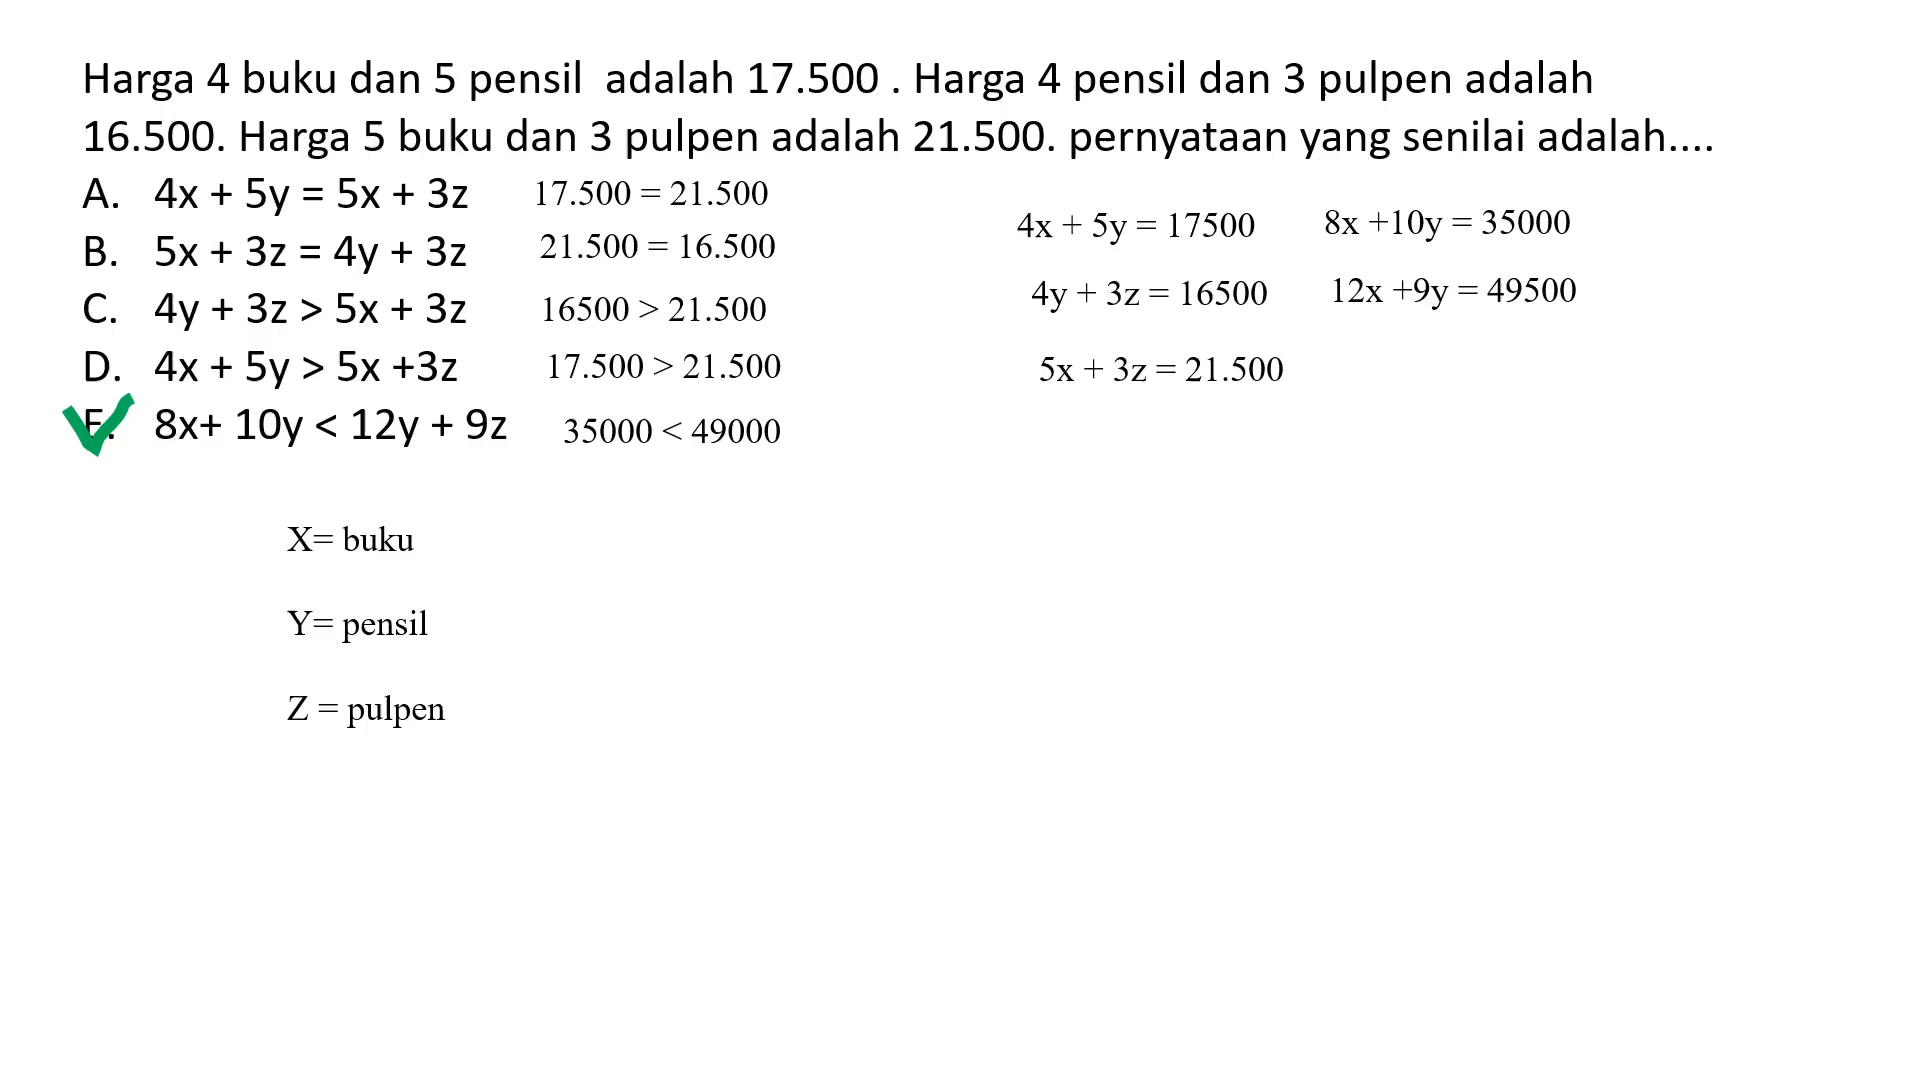 Harga 4 buku dan 5 pensil adalah 17.500 . Harga 4 pensil dan 3 pulpen adalah
16.500. Harga 5 buku dan 3 pulpen adalah 21.500. pernyataan yang senilai adalah....
A. 4x + 5y = 5x + 3z 17.500 = 21.500
B. 5x + 3z = 4y + 3z 21.500 = 16.500
C. 4y + 3z > 5x + 3z 16500 > 21.500
D. 4x + 5y > 5x +3z 17.500 > 21.500
E. 8x+ 10y < 12y + 9z 35000 < 49000
4x + 5y = 17500 8x +10y = 35000
4y + 3z = 16500 12x +9y = 49500
5x + 3z = 21.500
X= buku
Y= pensil
Z = pulpen